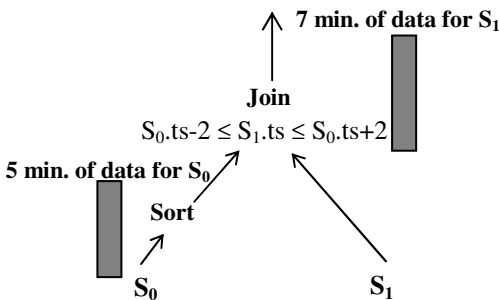 7 min. of data for S₁
Join
S₀.ts-2 ≤ S₁.ts ≤ S₀.ts+2
5 min. of data for S₀
Sort
S₀
S₁